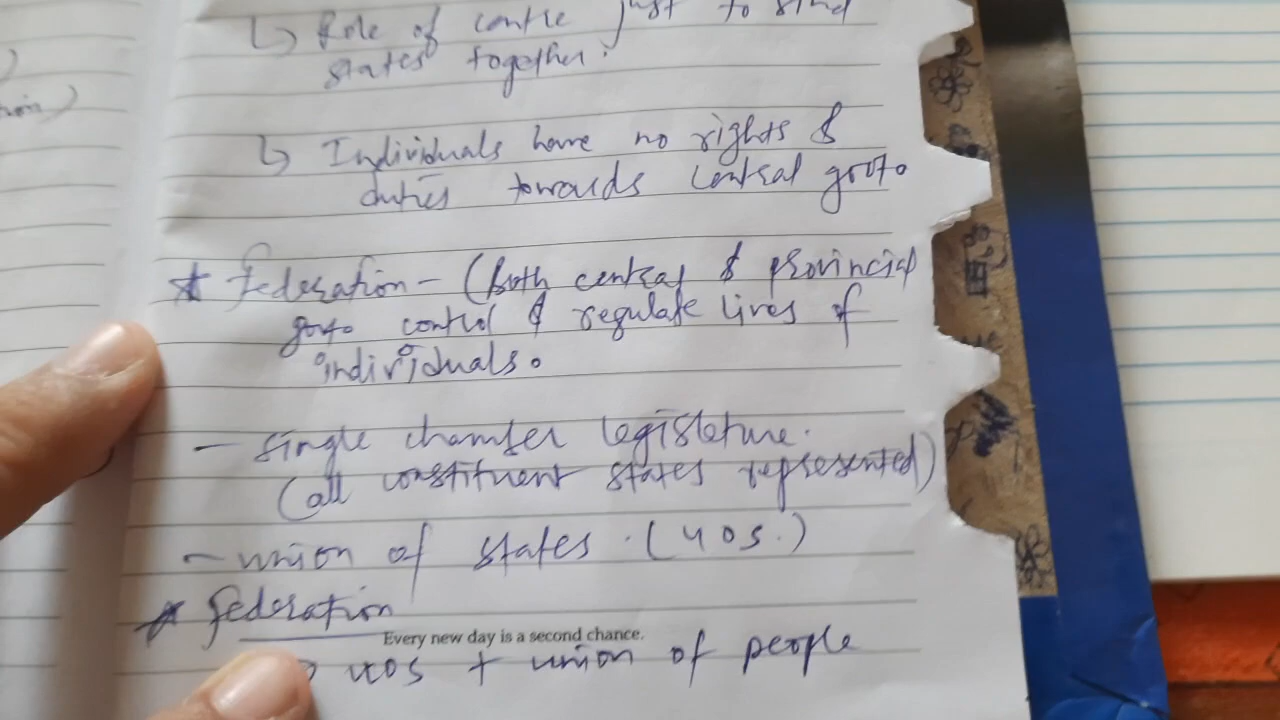 ↳ Role of centre just to bind
states together.
↳ Individuals have no rights &
duties towards central govt.
★ Federation - (both central & provincial
govt. control & regulate lives of
individuals.
- single chamber legislature.
(all constituent states represented)
- union of states. (UOS.)
★ federation
Every new day is a second chance.
UOS + union of people